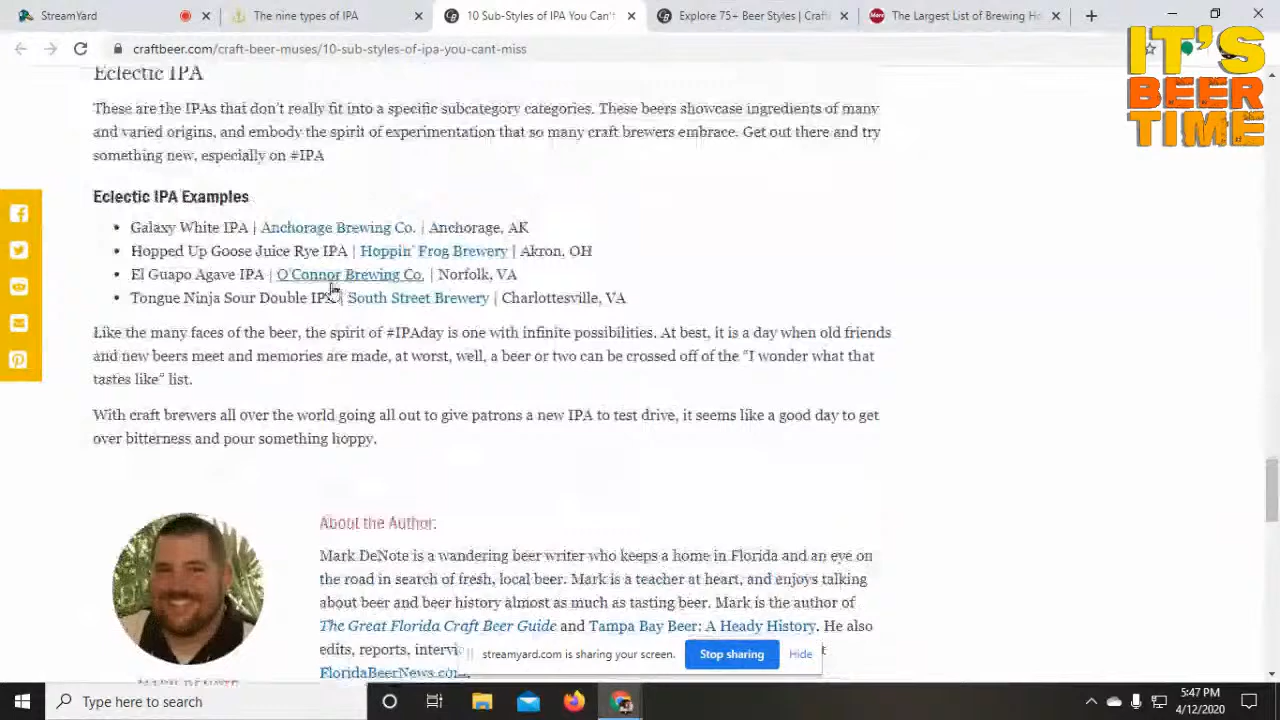 StreamYard
The nine types of IPA
10 Sub-Styles of IPA You Can't
Explore 75+ Beer Styles | Craft
The Largest List of Brewing Ho
craftbeer.com/craft-beer-muses/10-sub-styles-of-ipa-you-cant-miss
IT'S
BEER
TIME
Eclectic IPA
These are the IPAs that don't really fit into a specific subcategory categories. These beers showcase ingredients of many
and varied origins, and embody the spirit of experimentation that so many craft brewers embrace. Get out there and try
something new, especially on #IPA
Eclectic IPA Examples
Galaxy White IPA | Anchorage Brewing Co. | Anchorage, AK
Hopped Up Goose Juice Rye IPA | Hoppin' Frog Brewery | Akron, OH
El Guapo Agave IPA | O'Connor Brewing Co. | Norfolk, VA
Tongue Ninja Sour Double IPA | South Street Brewery | Charlottesville, VA
Like the many faces of the beer, the spirit of #IPAday is one with infinite possibilities. At best, it is a day when old friends
and new beers meet and memories are made, at worst, well, a beer or two can be crossed off of the "I wonder what that
tastes like" list.
With craft brewers all over the world going all out to give patrons a new IPA to test drive, it seems like a good day to get
over bitterness and pour something hoppy.
About the Author:
Mark DeNote is a wandering beer writer who keeps a home in Florida and an eye on
the road in search of fresh, local beer. Mark is a teacher at heart, and enjoys talking
about beer and beer history almost as much as tasting beer. Mark is the author of
The Great Florida Craft Beer Guide and Tampa Bay Beer: A Heady History. He also
edits, reports,
FloridaBeerNews.com.
streamyard.com is sharing your screen. Stop sharing Hide
Type here to search
5:47 PM
4/12/2020